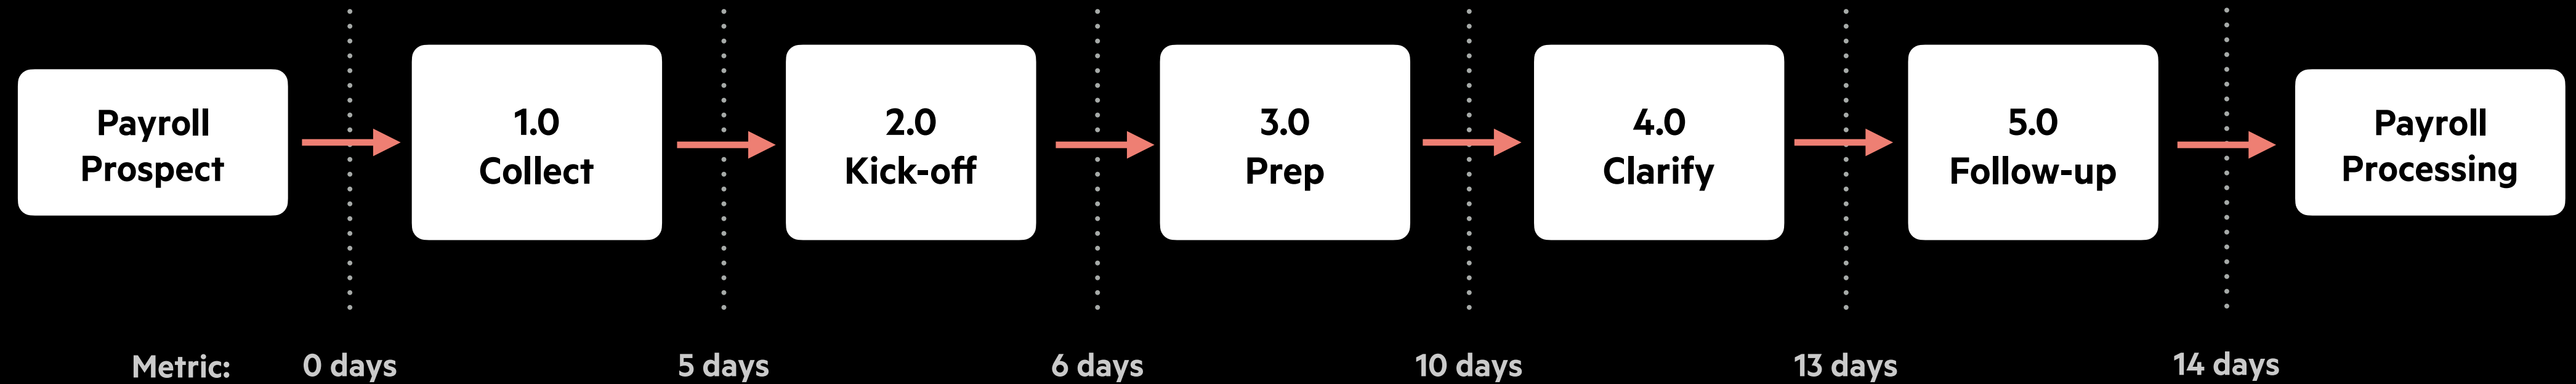 Payroll
Prospect
1.0
Collect
2.0
Kick-off
3.0
Prep
4.0
Clarify
5.0
Follow-up
Payroll
Processing
Metric:
0 days
5 days
6 days
10 days
13 days
14 days